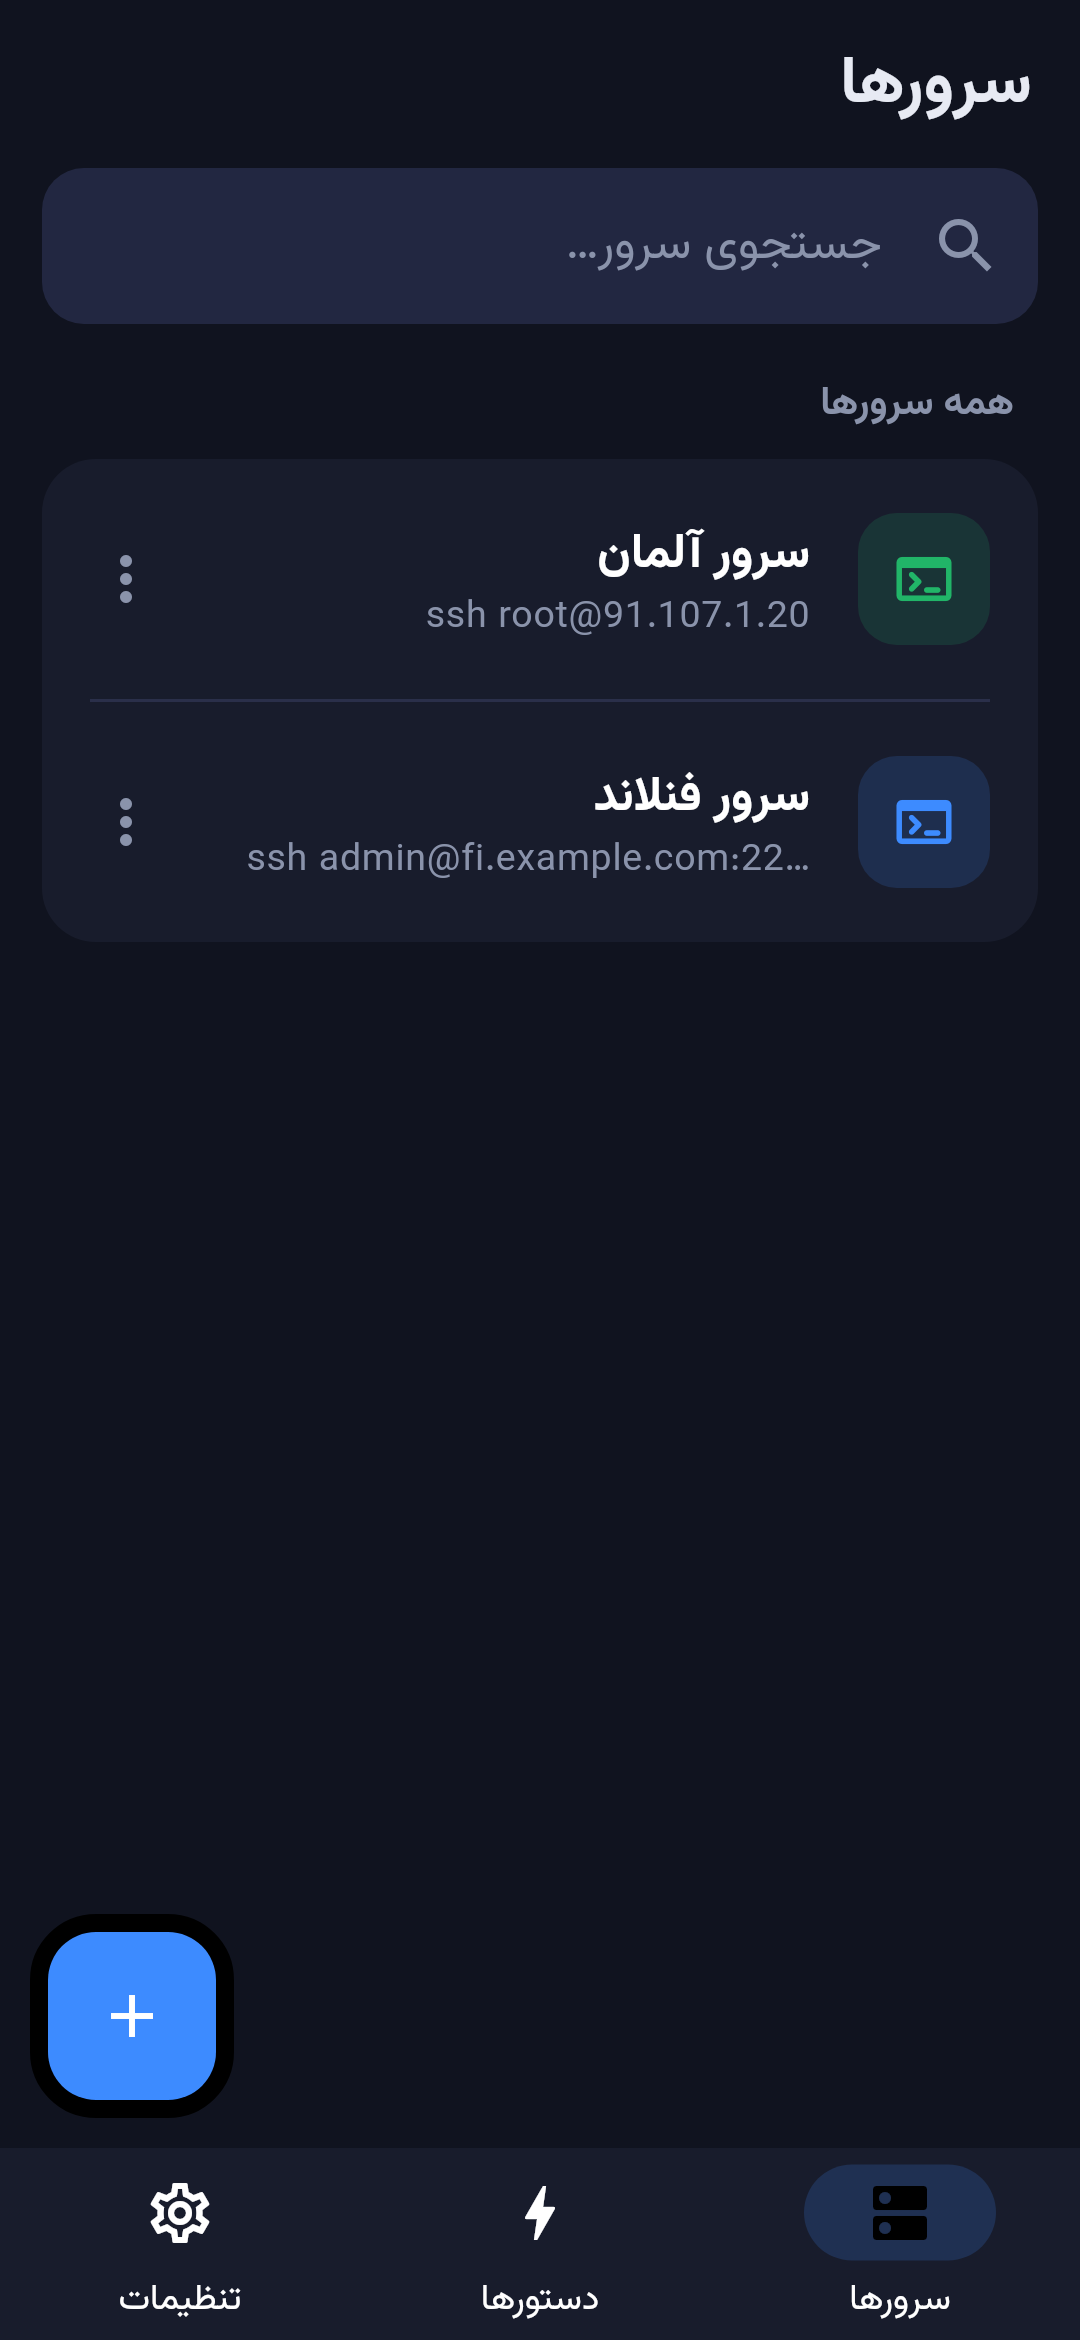 سرورها
جستجوی سرور...
همه سرورها
سرور آلمان
ssh root@91.107.1.20
سرور فنلاند
ssh admin@fi.example.com:22...
سرورها
دستورها
تنظیمات